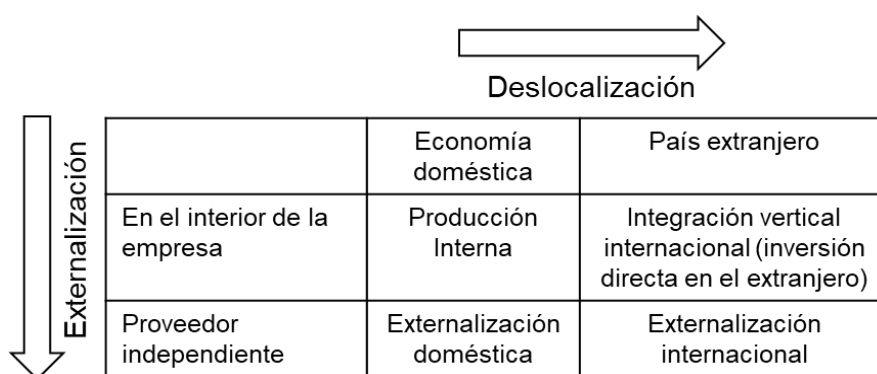 Deslocalización
Externalización
Economía
doméstica
País extranjero
En el interior de la
empresa
Producción
Interna
Integración vertical
internacional (inversión
directa en el extranjero)
Proveedor
independiente
Externalización
doméstica
Externalización
internacional